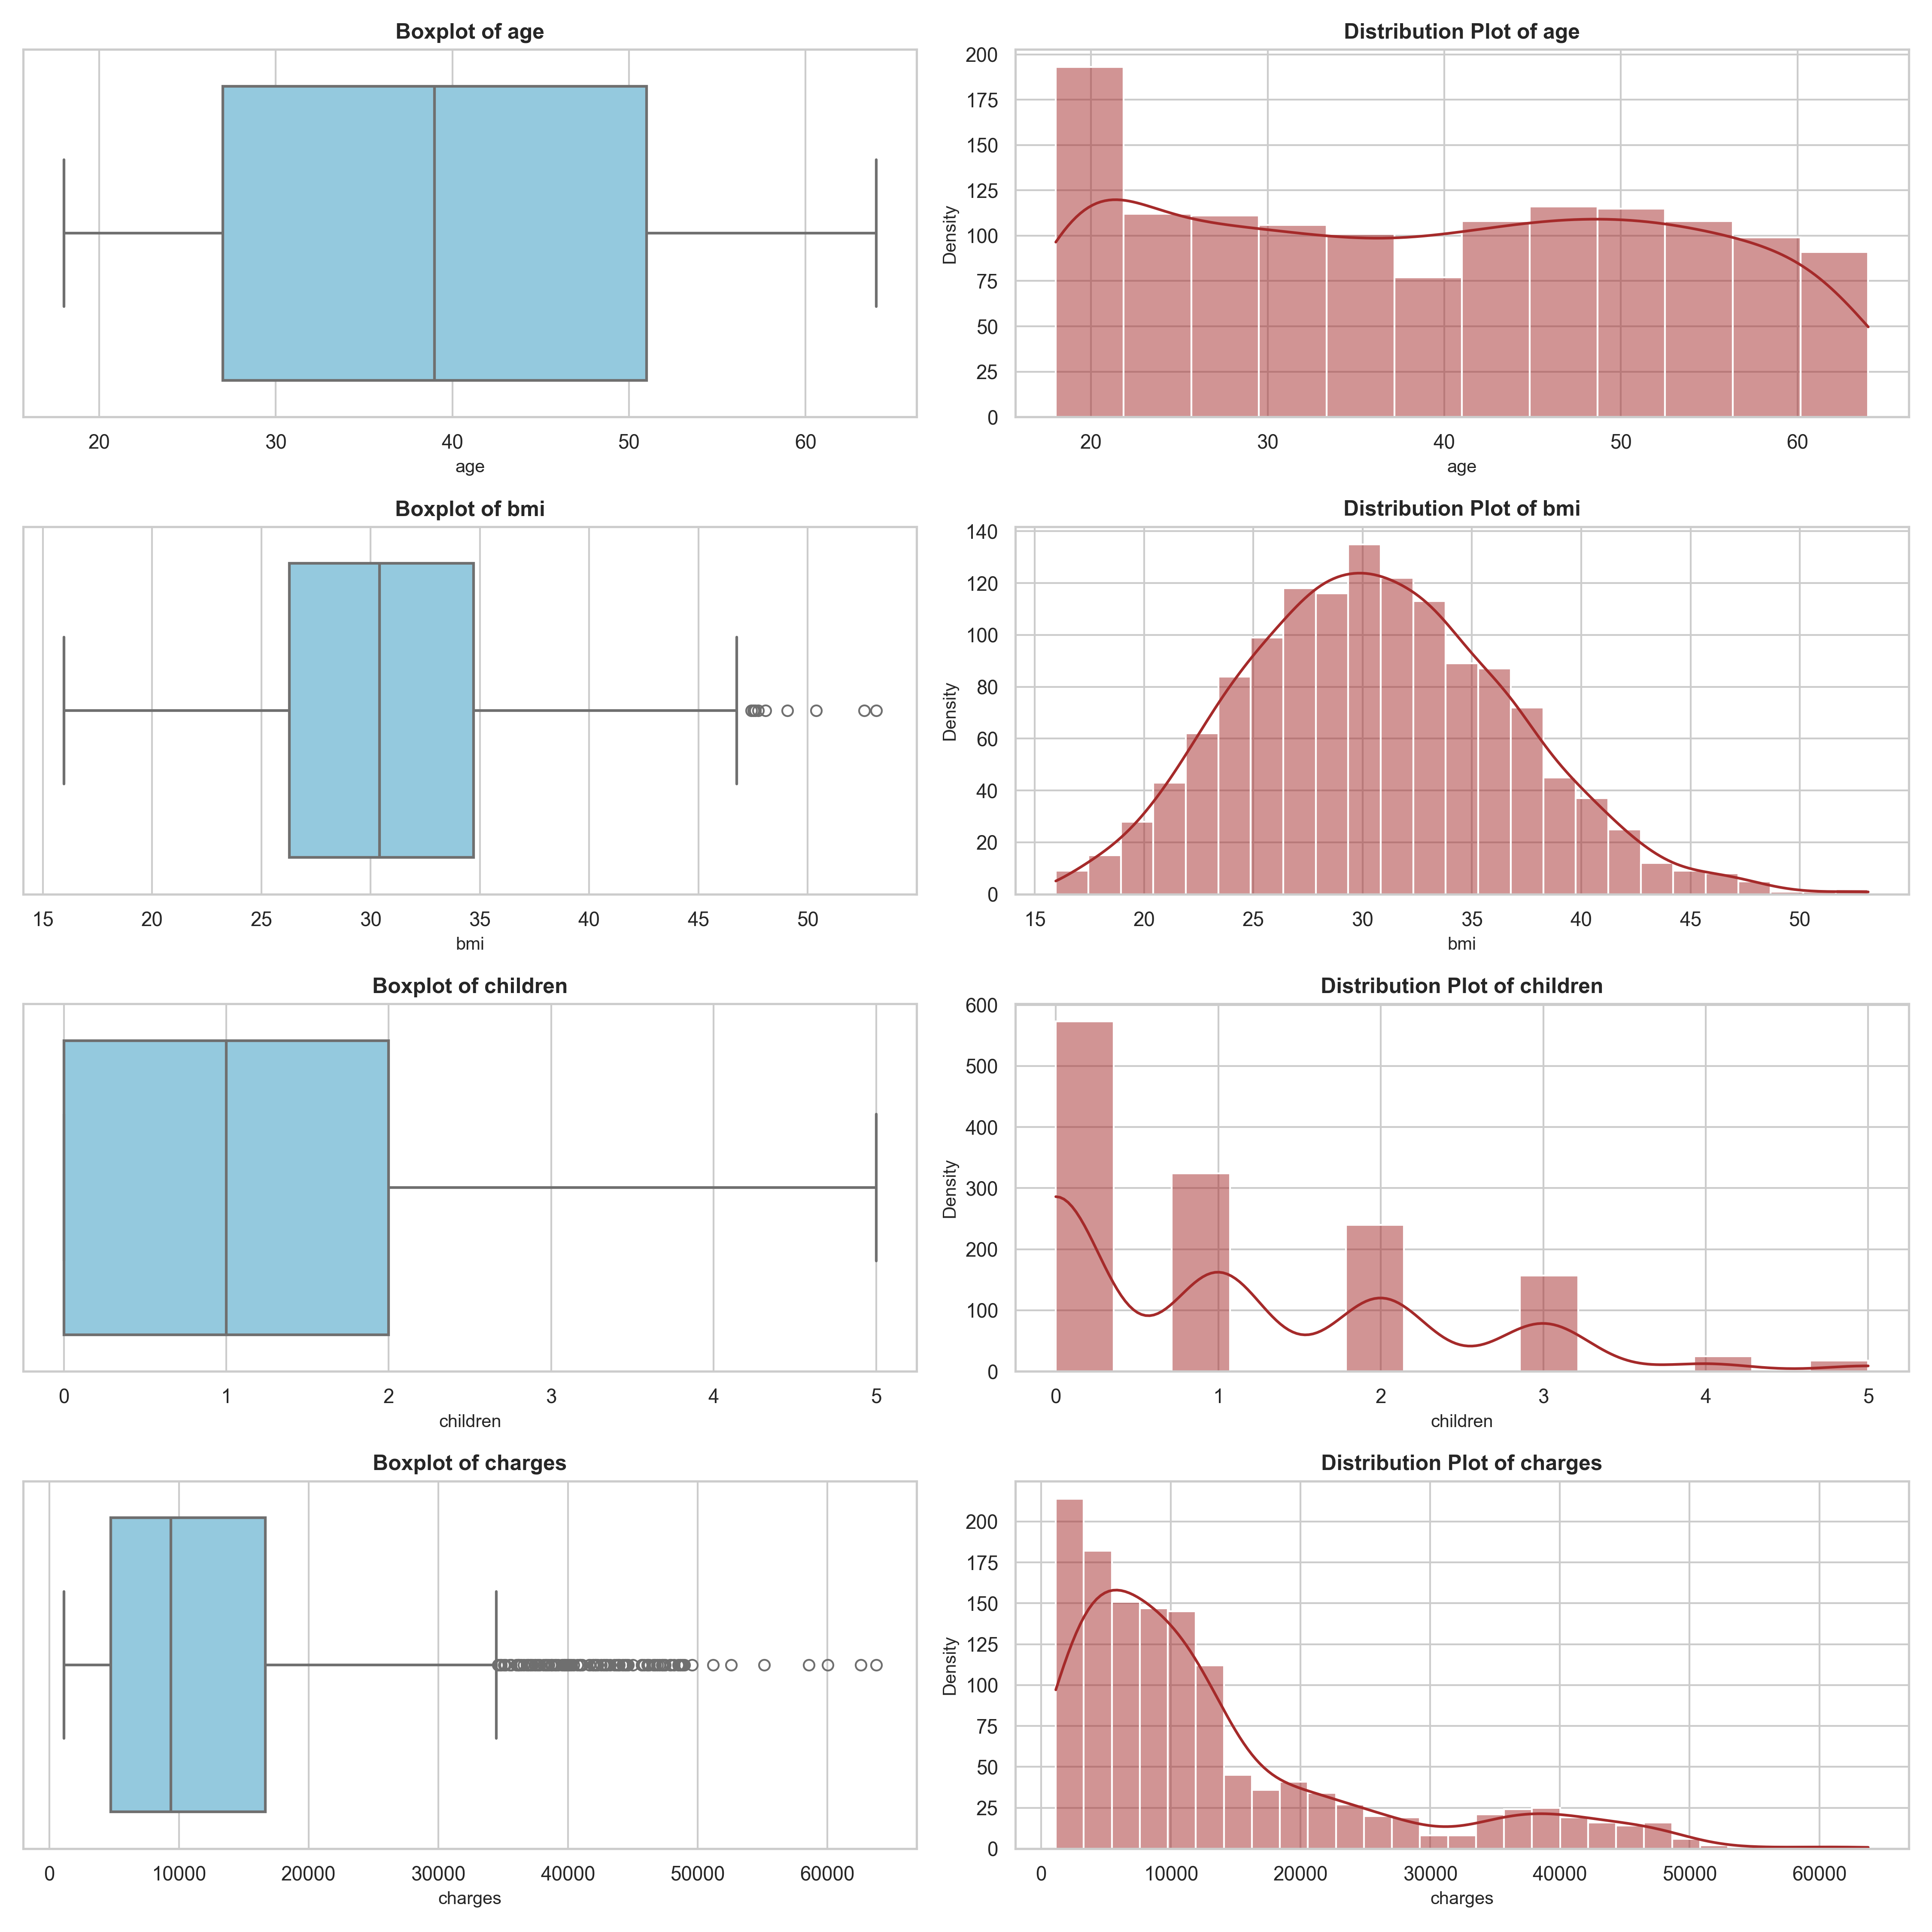 Boxplot of age
20 30 40 50 60
age
Distribution Plot of age
200
175
150
125
100
75
50
25
0
Density
20 30 40 50 60
age
Boxplot of bmi
15 20 25 30 35 40 45 50
bmi
Distribution Plot of bmi
140
120
100
80
60
40
20
0
Density
15 20 25 30 35 40 45 50
bmi
Boxplot of children
0 1 2 3 4 5
children
Distribution Plot of children
600
500
400
300
200
100
0
Density
0 1 2 3 4 5
children
Boxplot of charges
0 10000 20000 30000 40000 50000 60000
charges
Distribution Plot of charges
200
175
150
125
100
75
50
25
0
Density
0 10000 20000 30000 40000 50000 60000
charges